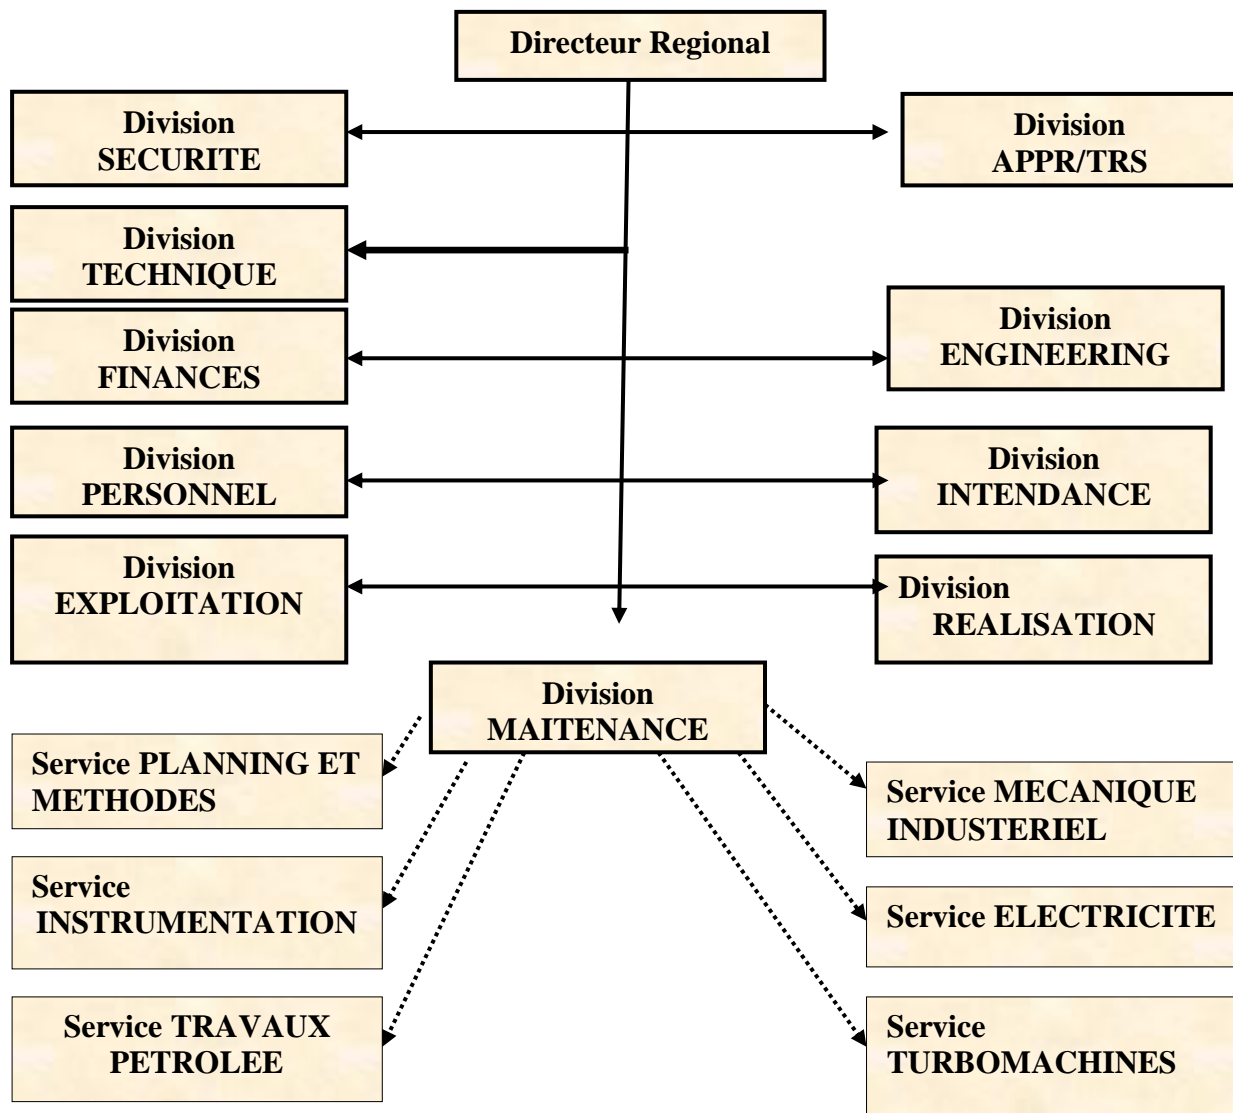 Directeur Regional
Division
SECURITE
Division
APPR/TRS
Division
TECHNIQUE
Division
FINANCES
Division
ENGINEERING
Division
PERSONNEL
Division
INTENDANCE
Division
EXPLOITATION
Division
REALISATION
Division
MAITENANCE
Service PLANNING ET
METHODES
Service MECANIQUE
INDUSTERIEL
Service
INSTRUMENTATION
Service ELECTRICITE
Service TRAVAUX
PETROLEE
Service
TURBOMACHINES